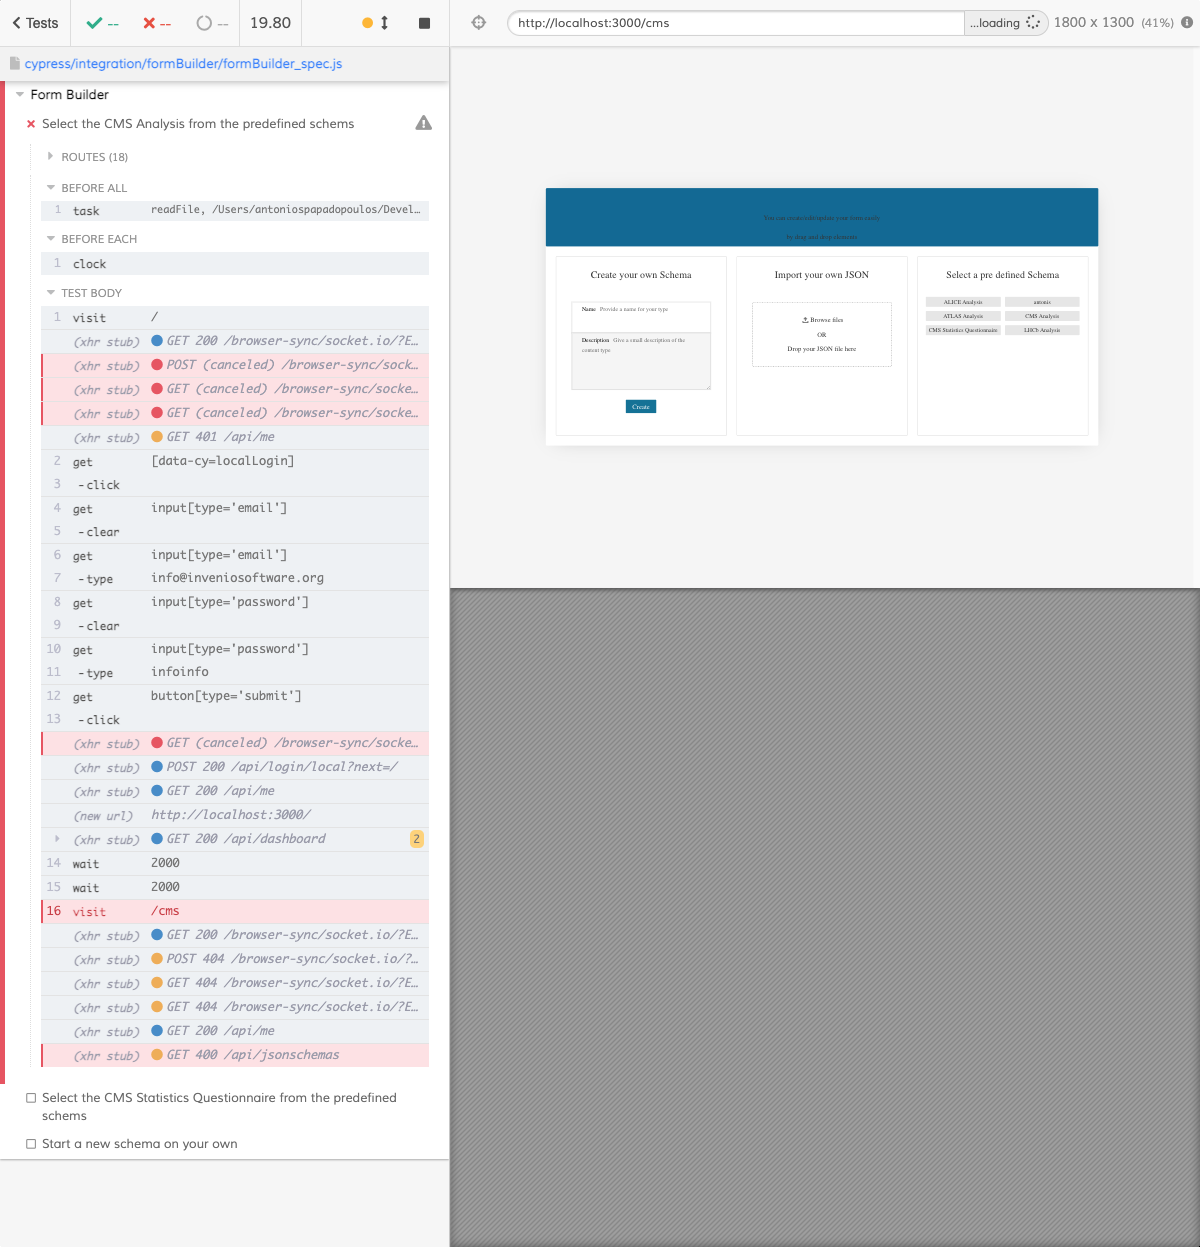 Tests
--
--
--
19.80
http://localhost:3000/cms
...loading
1800 x 1300 (41%)
cypress/integration/formBuilder/formBuilder_spec.js
Form Builder
Select the CMS Analysis from the predefined schems
ROUTES (18)
BEFORE ALL
1 task readFile, /Users/antoniospapadopoulos/Devel...
BEFORE EACH
1 clock
TEST BODY
1 visit /
(xhr stub) GET 200 /browser-sync/socket.io/?E...
(xhr stub) POST (canceled) /browser-sync/sock...
(xhr stub) GET (canceled) /browser-sync/socke...
(xhr stub) GET (canceled) /browser-sync/socke...
(xhr stub) GET 401 /api/me
2 get [data-cy=localLogin]
3 -click
4 get input[type='email']
5 -clear
6 get input[type='email']
7 -type info@inveniosoftware.org
8 get input[type='password']
9 -clear
10 get input[type='password']
11 -type infoinfo
12 get button[type='submit']
13 -click
(xhr stub) GET (canceled) /browser-sync/socke...
(xhr stub) POST 200 /api/login/local?next=/
(xhr stub) GET 200 /api/me
(new url) http://localhost:3000/
(xhr stub) GET 200 /api/dashboard 2
14 wait 2000
15 wait 2000
16 visit /cms
(xhr stub) GET 200 /browser-sync/socket.io/?E...
(xhr stub) POST 404 /browser-sync/socket.io/?...
(xhr stub) GET 404 /browser-sync/socket.io/?E...
(xhr stub) GET 404 /browser-sync/socket.io/?E...
(xhr stub) GET 200 /api/me
(xhr stub) GET 400 /api/jsonschemas
Select the CMS Statistics Questionnaire from the predefined
schems
Start a new schema on your own
You can create/edit/update your form easily
by drag and drop elements
Create your own Schema
Name Provide a name for your type
Description Give a small description of the
content type
Create
Import your own JSON
Browse files
OR
Drop your JSON file here
Select a pre defined Schema
ALICE Analysis
antonis
ATLAS Analysis
CMS Analysis
CMS Statistics Questionnaire
LHCb Analysis